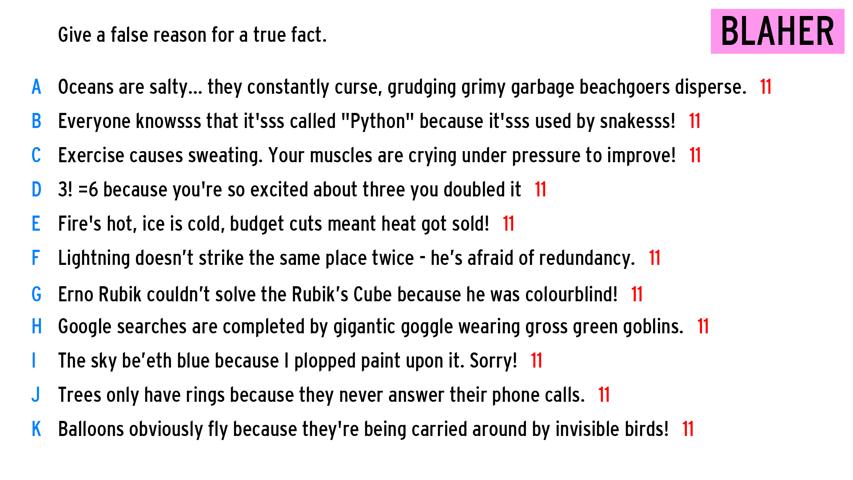 Give a false reason for a true fact.
BLAHER
A Oceans are salty... they constantly curse, grudging grimy garbage beachgoers disperse. 11
B Everyone knowsss that it'sss called "Python" because it'sss used by snakesss! 11
C Exercise causes sweating. Your muscles are crying under pressure to improve! 11
D 3! =6 because you're so excited about three you doubled it 11
E Fire's hot, ice is cold, budget cuts meant heat got sold! 11
F Lightning doesn’t strike the same place twice - he’s afraid of redundancy. 11
G Erno Rubik couldn’t solve the Rubik’s Cube because he was colourblind! 11
H Google searches are completed by gigantic goggle wearing gross green goblins. 11
I The sky be’eth blue because I plopped paint upon it. Sorry! 11
J Trees only have rings because they never answer their phone calls. 11
K Balloons obviously fly because they're being carried around by invisible birds! 11